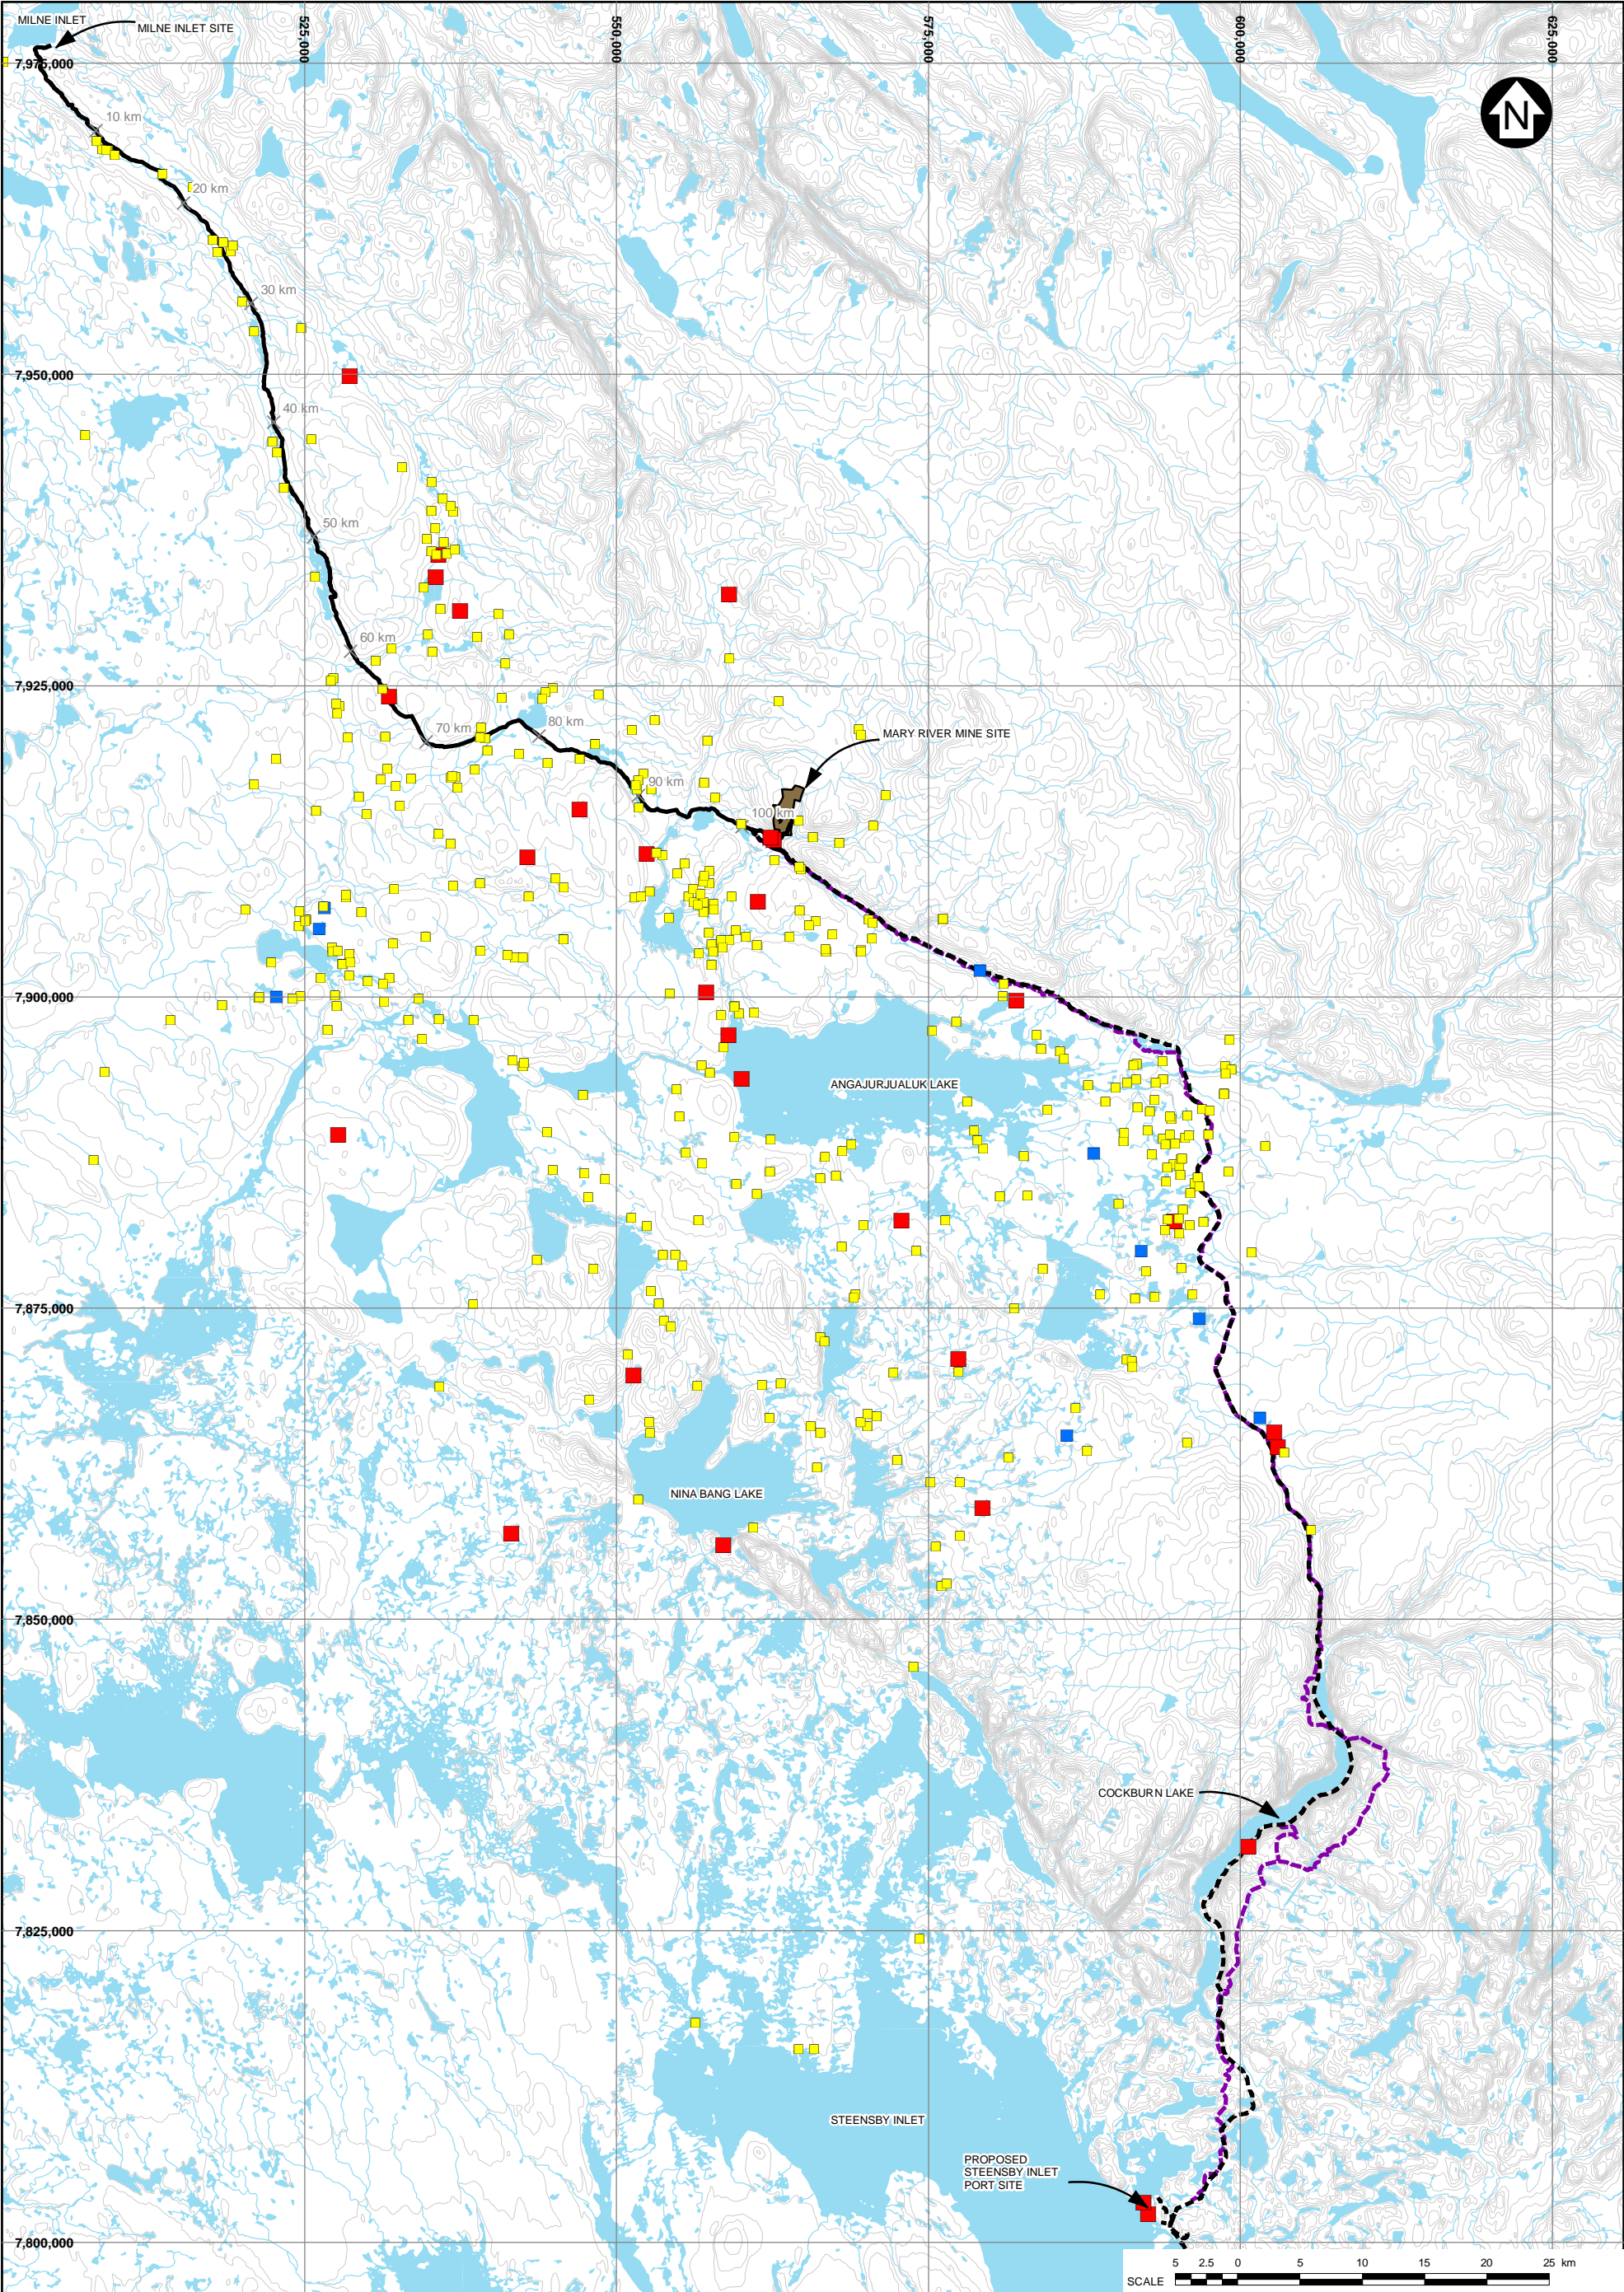 MILNE INLET
MILNE INLET SITE
525,000
550,000
575,000
600,000
625,000
7,975,000
N
10 km
20 km
30 km
7,950,000
40 km
50 km
60 km
7,925,000
70 km
80 km
MARY RIVER MINE SITE
90 km
100 km
7,900,000
ANGAJURJUALUK LAKE
7,875,000
NINA BANG LAKE
7,850,000
COCKBURN LAKE
7,825,000
STEENSBY INLET
PROPOSED
STEENSBY INLET
PORT SITE
7,800,000
5 2.5 0 5 10 15 20 25 km
SCALE